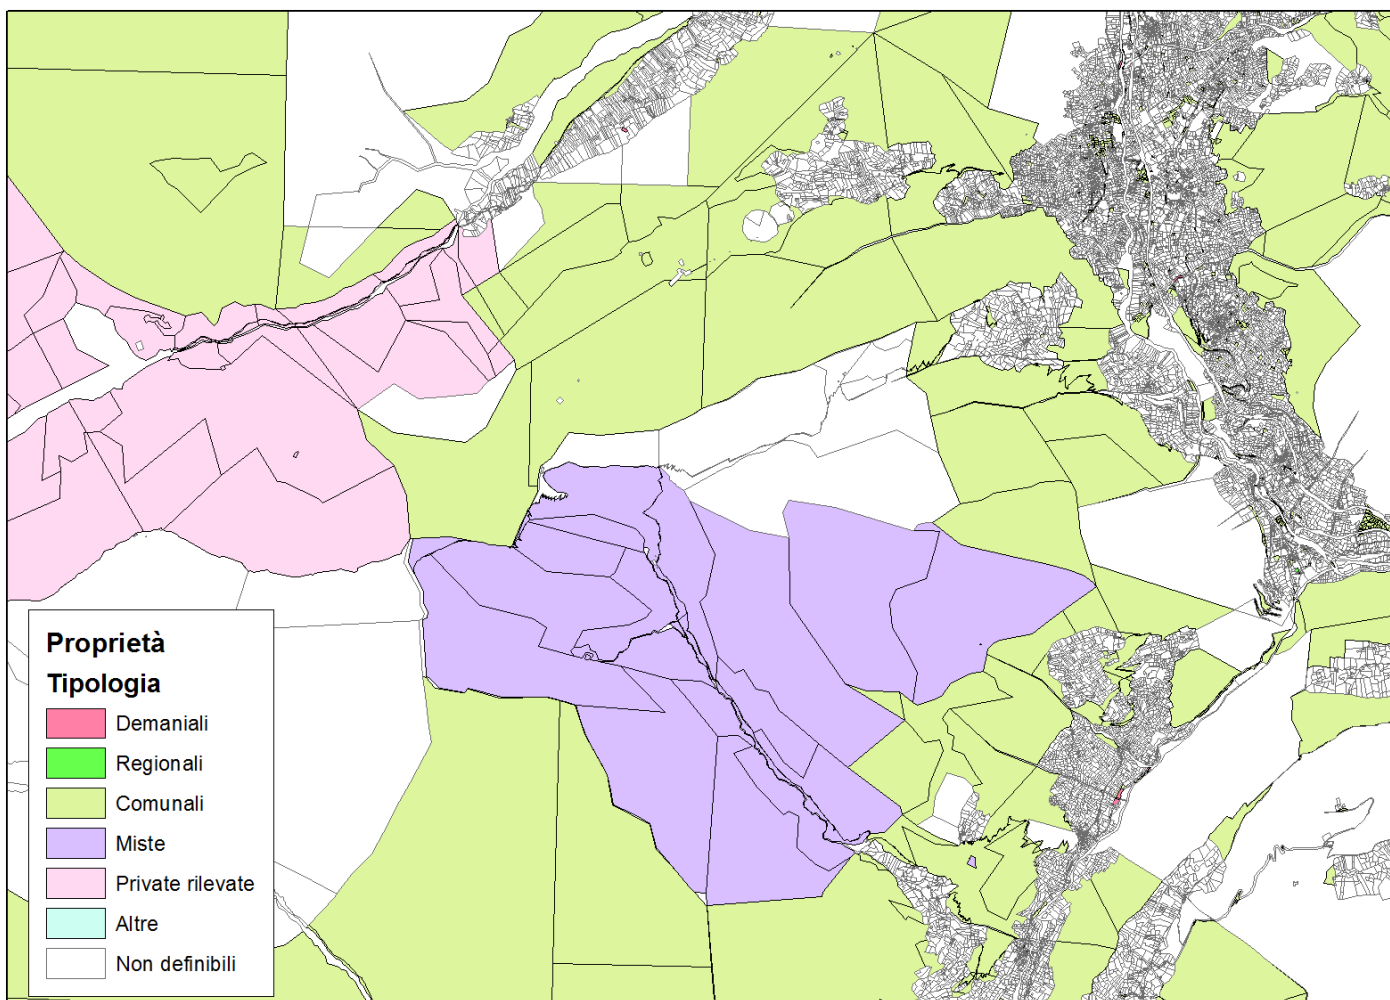 Proprietà
Tipologia
Demaniali
Regionali
Comunali
Miste
Private rilevate
Altre
Non definibili